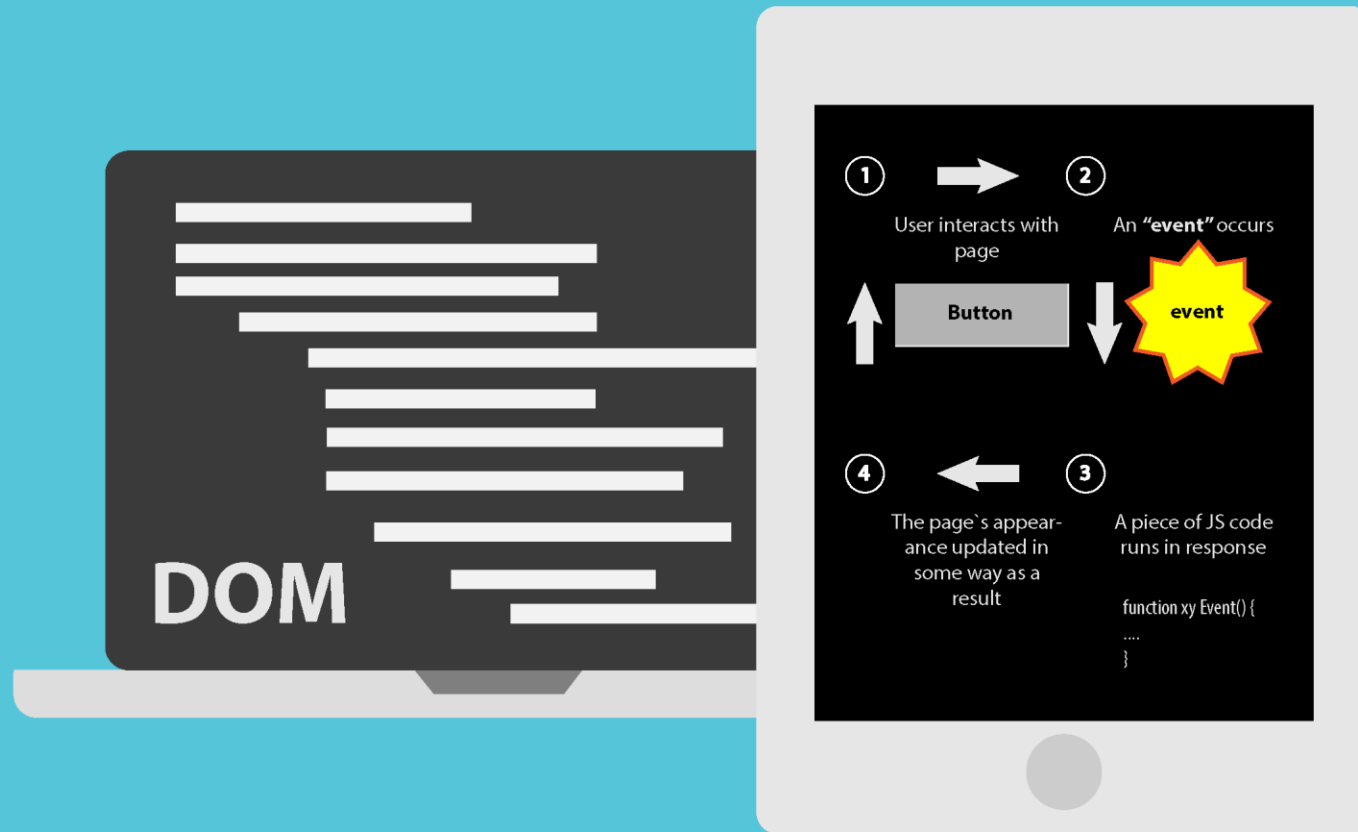 DOM
1
2
User interacts with
page
An “event” occurs
Button
event
4
3
The page`s appear-
ance updated in
some way as a
result
A piece of JS code
runs in response
function xy Event() {
....
}